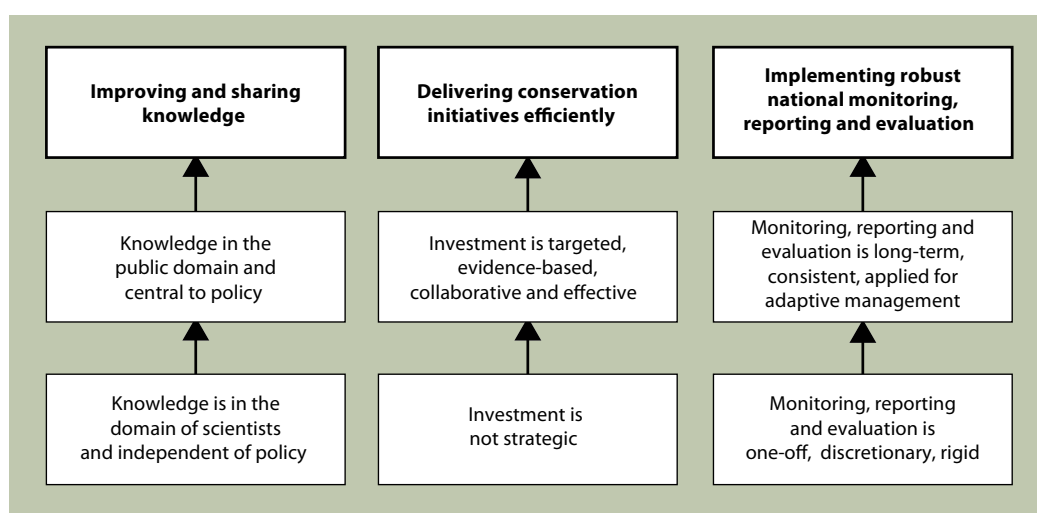 Improving and sharing
knowledge
Delivering conservation
initiatives efficiently
Implementing robust
national monitoring,
reporting and evaluation
Knowledge in the
public domain and
central to policy
Investment is targeted,
evidence-based,
collaborative and effective
Monitoring, reporting and
evaluation is long-term,
consistent, applied for
adaptive management
Knowledge is in the
domain of scientists
and independent of policy
Investment is
not strategic
Monitoring, reporting
and evaluation is
one-off, discretionary, rigid